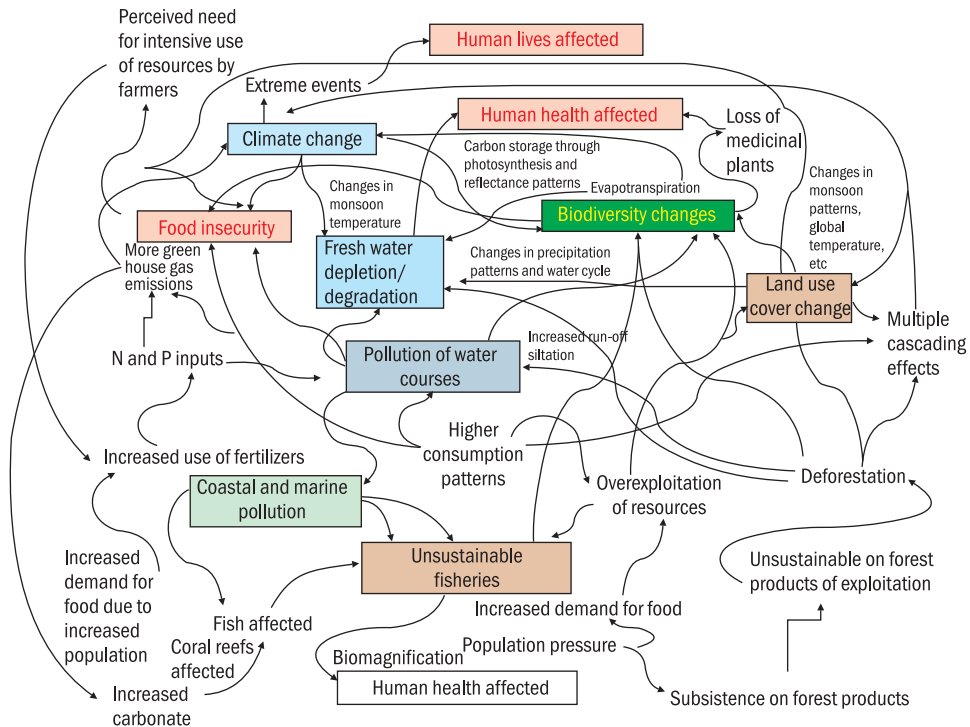 Perceived need
for intensive use
of resources by
farmers
Human lives affected
Extreme events
Human health affected
Loss of
medicinal
plants
Climate change
Carbon storage through
photosynthesis and
reflectance patterns
Changes in
monsoon
temperature
Evapotranspiration
Changes in
monsoon
patterns,
global
temperature,
etc
Food insecurity
Biodiversity changes
More green
house gas
emissions
Fresh water
depletion/
degradation
Changes in precipitation
patterns and water cycle
Land use
cover change
Multiple
cascading
effects
N and P inputs
Pollution of water
courses
Increased run-off
siltation
Higher
consumption
patterns
Increased use of fertilizers
Coastal and marine
pollution
Overexploitation
of resources
Deforestation
Unsustainable
fisheries
Unsustainable on forest
products of exploitation
Increased
demand for
food due to
increased
population
Fish affected
Coral reefs
affected
Increased demand for food
Population pressure
Biomagnification
Human health affected
Increased
carbonate
Subsistence on forest products